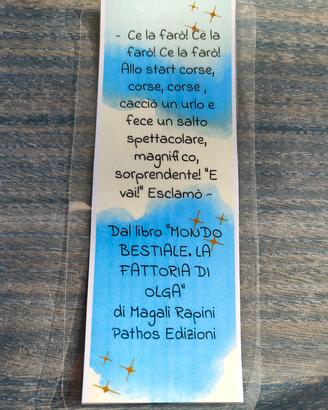 - Ce la farò! Ce la
farò! Ce la farò!
Allo start corse,
corse, corse ,
cacciò un urlo e
fece un salto
spettacolare,
magnifico,
sorprendente! "E
vai!" Esclamò -
Dal libro "MONDO
BESTIALE. LA
FATTORIA DI
OLGA"
di Magali Rapini
Pathos Edizioni